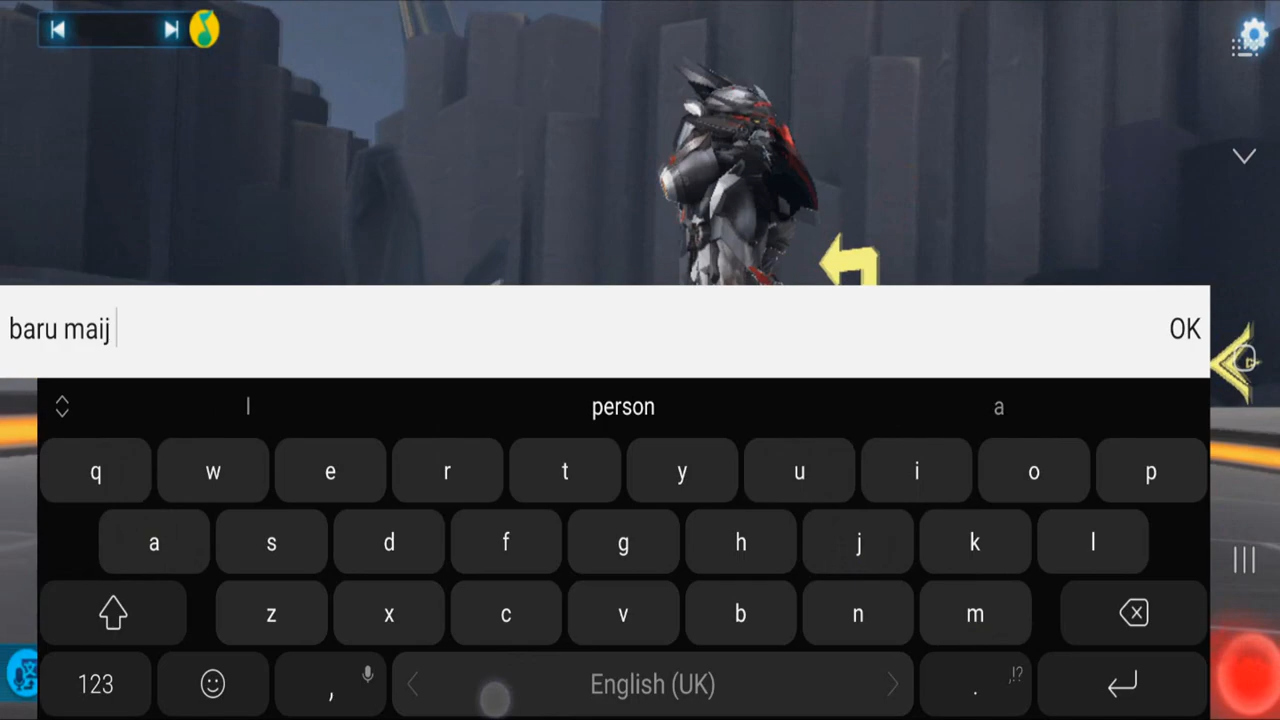 baru maij
OK
I person a
q w e r t y u i o p
a s d f g h j k l
z x c v b n m
123 , English (UK) . ,!?